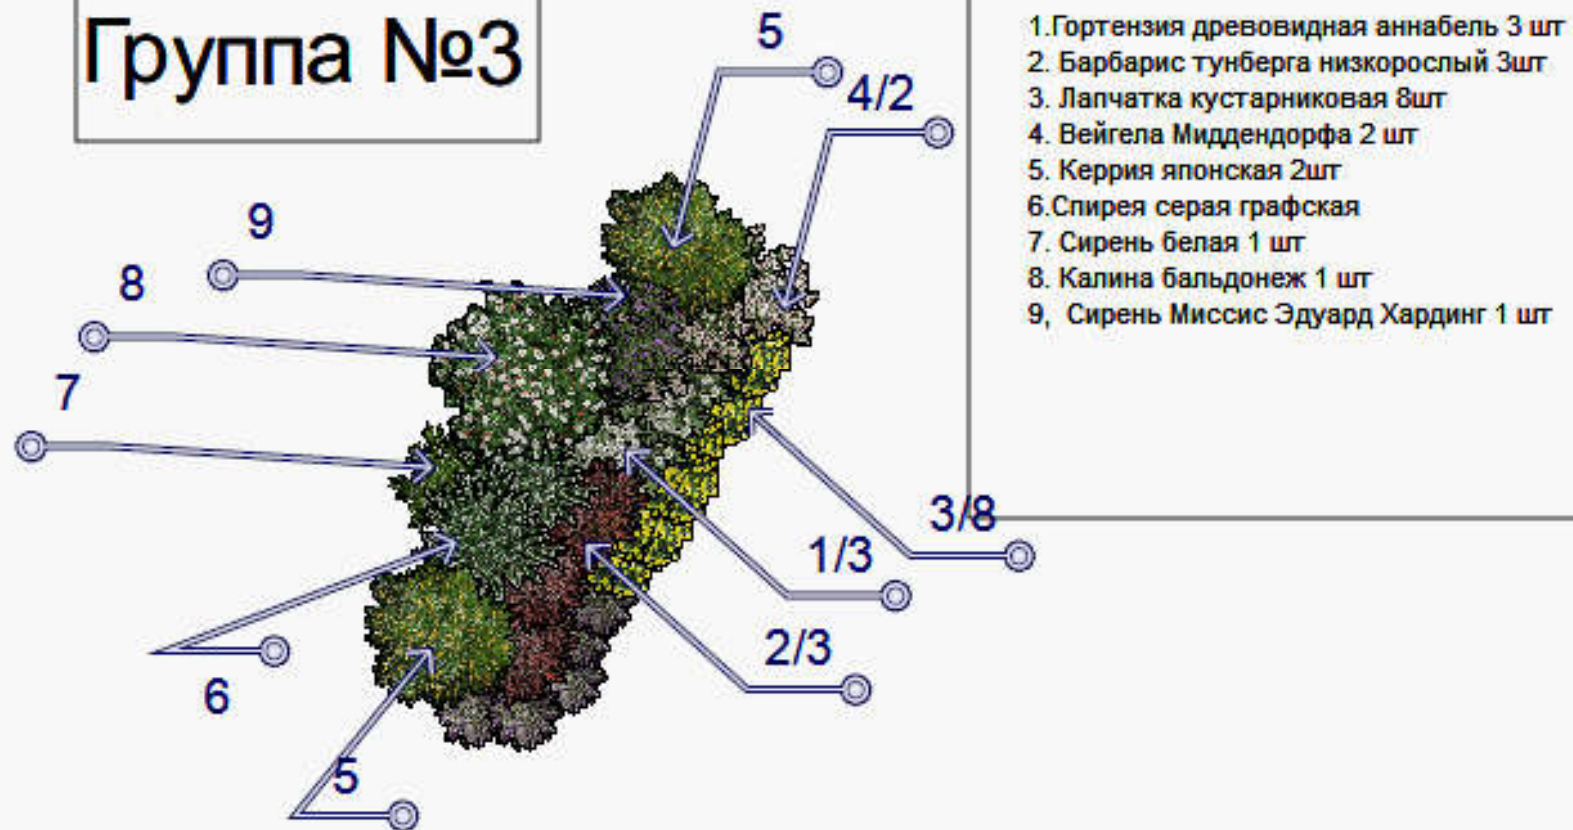 Группа №3
1.Гортензия древовидная аннабель 3 шт
2. Барбарис тунберга низкорослый 3шт
3. Лапчатка кустарниковая 8шт
4. Вейгела Миддендорфа 2 шт
5. Керрия японская 2шт
6.Спирея серая графская
7. Сирень белая 1 шт
8. Калина бальдонеж 1 шт
9, Сирень Миссис Эдуард Хардинг 1 шт
5
4/2
9
8
7
3/8
1/3
2/3
6
5